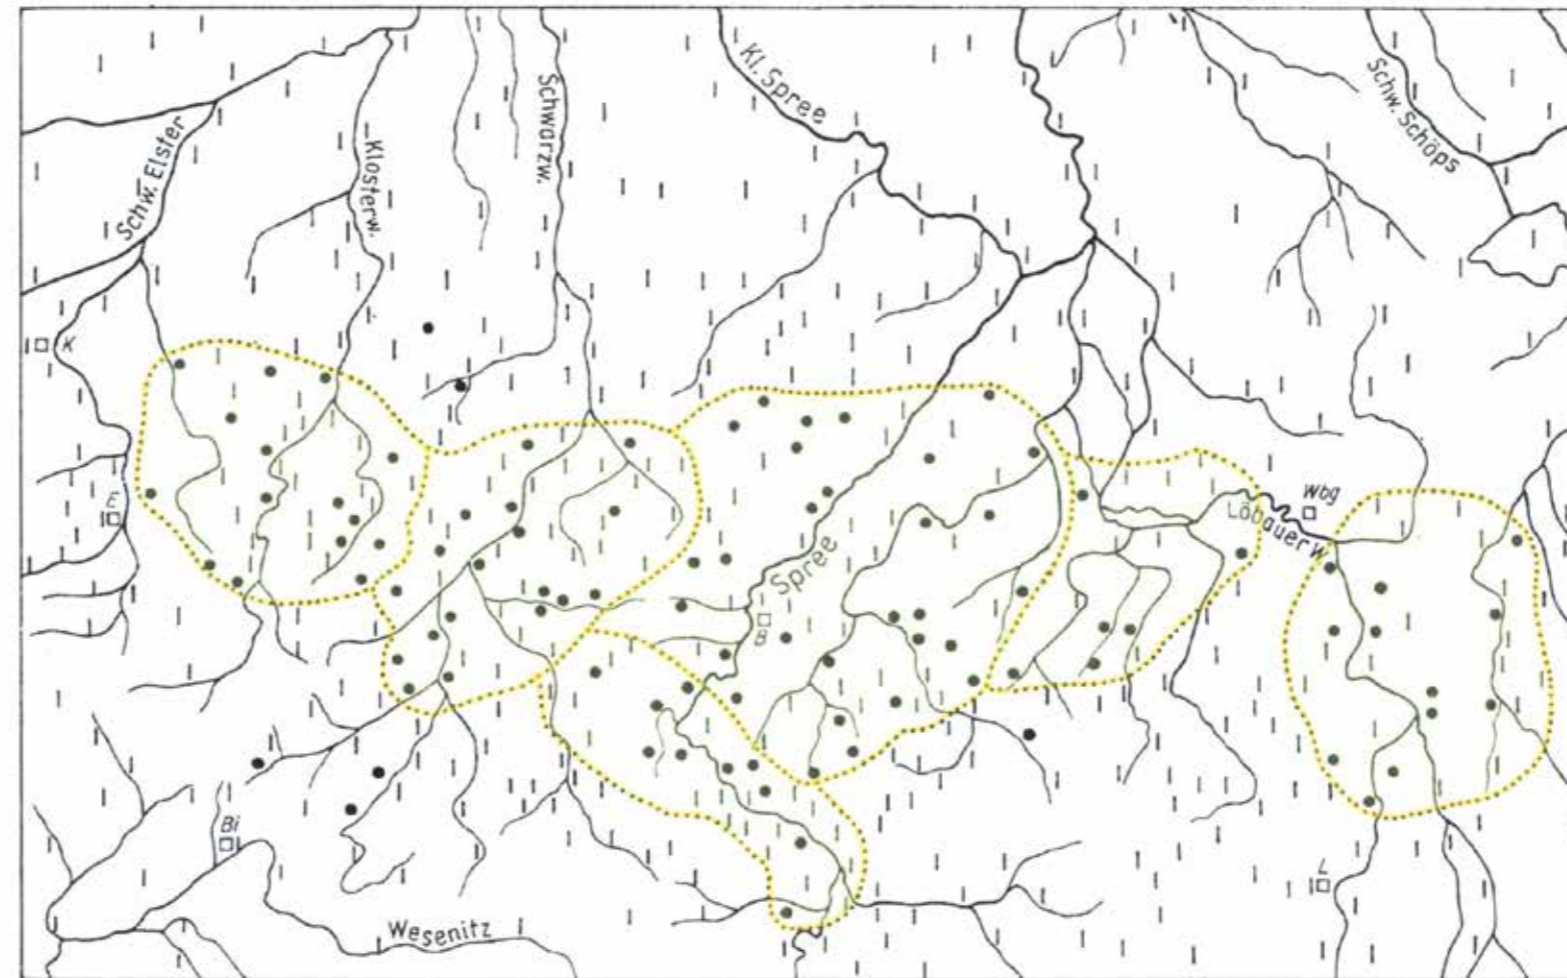 Schw. Elster
Klosterw.
Schwarzw.
Kl. Spree
Schw. Schöps
K
E
Wbg
Löbauer W.
Spree
B
Bi
L
Wesenitz